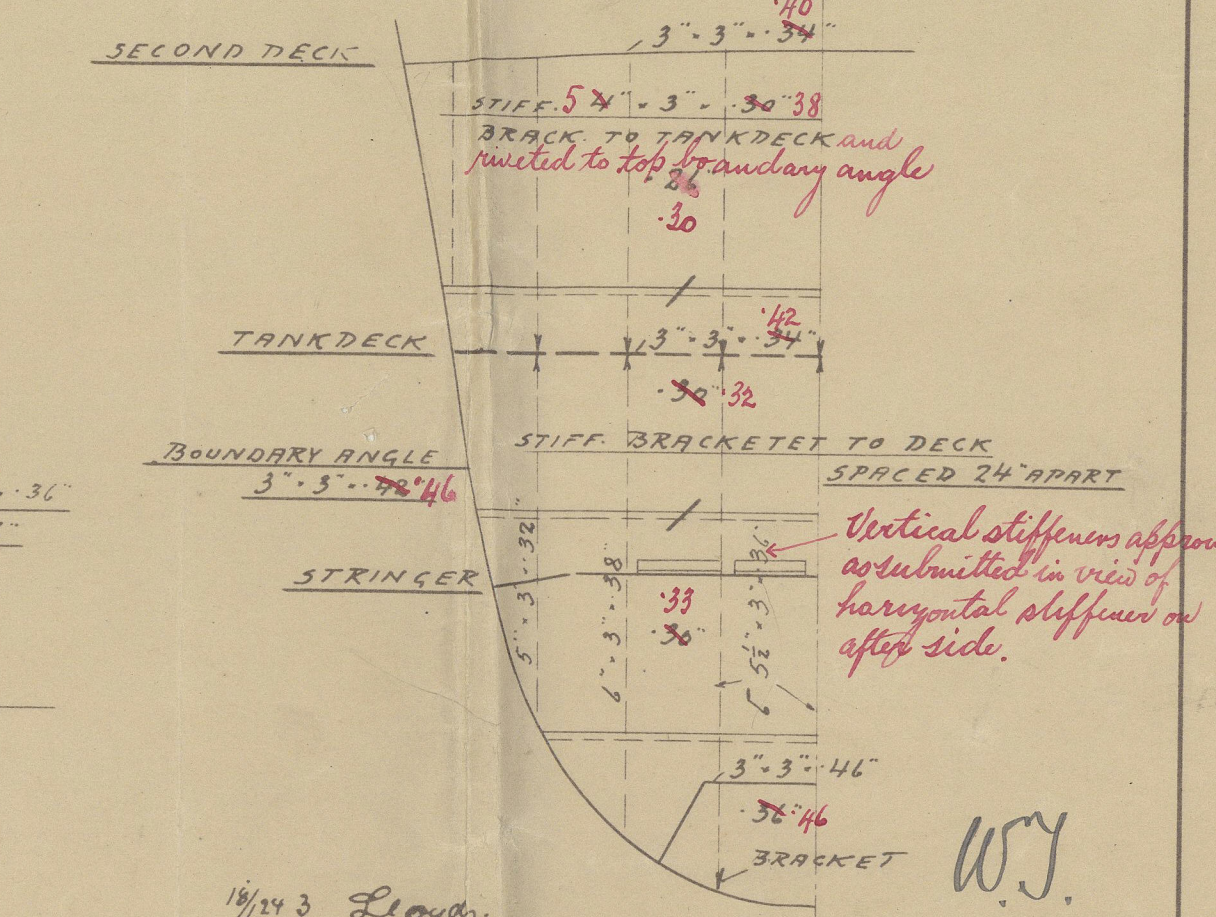 ·40
3" × 3" × ·34"
SECOND DECK
STIFF. 5 4" × 3" × ·30" 38
BRACK. TO TANKDECK and
riveted to top boundary angle
·26
·30
·42
TANKDECK
3" × 3" × ·34"
·30" ·32
STIFF. BRACKETET TO DECK
SPACED 24" APART
BOUNDARY ANGLE
3" × 3" × ·42" ·46
·36"
Vertical stiffeners approv
as submitted in view of
horizontal stiffener on
after side.
STRINGER
5" × 3" × ·32"
6" × 3" × ·38"
5½" × 3" × ·36"
·33
·30"
3" × 3" × ·46"
·36" ·46
BRACKET
W.T.
Lloyds.